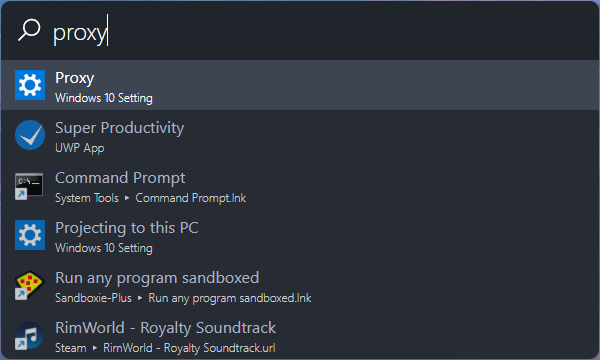 proxy
Proxy
Windows 10 Setting
Super Productivity
UWP App
C:\_
Command Prompt
System Tools ▸ Command Prompt.lnk
Projecting to this PC
Windows 10 Setting
Run any program sandboxed
Sandboxie-Plus ▸ Run any program sandboxed.lnk
RimWorld - Royalty Soundtrack
Steam ▸ RimWorld - Royalty Soundtrack.url